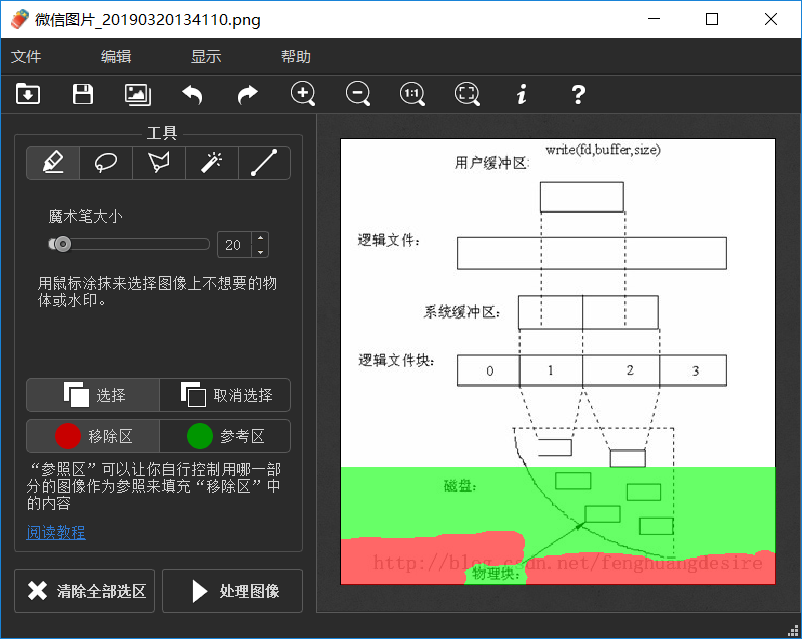 微信图片_20190320134110.png
文件 编辑 显示 帮助
1:1
工具
魔术笔大小
20
用鼠标涂抹来选择图像上不想要的物
体或水印。
选择 取消选择
移除区 参考区
“参照区”可以让你自行控制用哪一部
分的图像作为参照来填充“移除区”中
的内容
阅读教程
清除全部选区 处理图像
write(fd,buffer,size)
用户缓冲区:
逻辑文件:
系统缓冲区:
逻辑文件块:
0 1 2 3
磁盘:
http://blog.csdn.net/fenghuangdesire
物理块: